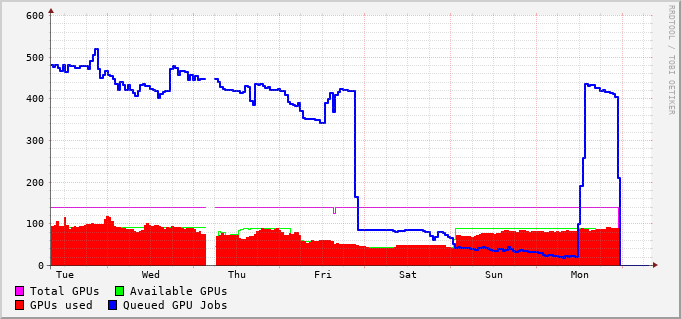 600
500
400
300
200
100
0
Tue Wed Thu Fri Sat Sun Mon
Total GPUs Available GPUs
GPUs used Queued GPU Jobs
RRDTOOL / TOBI OETIKER